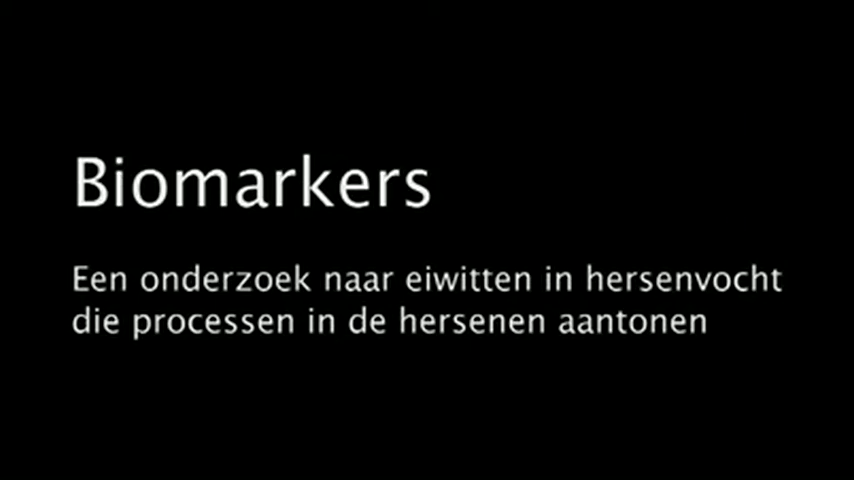 Biomarkers
Een onderzoek naar eiwitten in hersenvocht
die processen in de hersenen aantonen